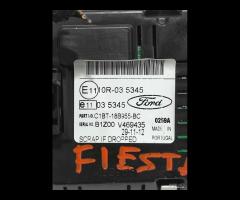 E11 10R-03 5345
e11 03 5345
Ford
PART No. C1BT-18B955-BC 0219A
SERIAL No. B1Z00 V469435
29-11-12 MADE IN
SCRAP IF DROPPED PORTUGAL
FIESTA